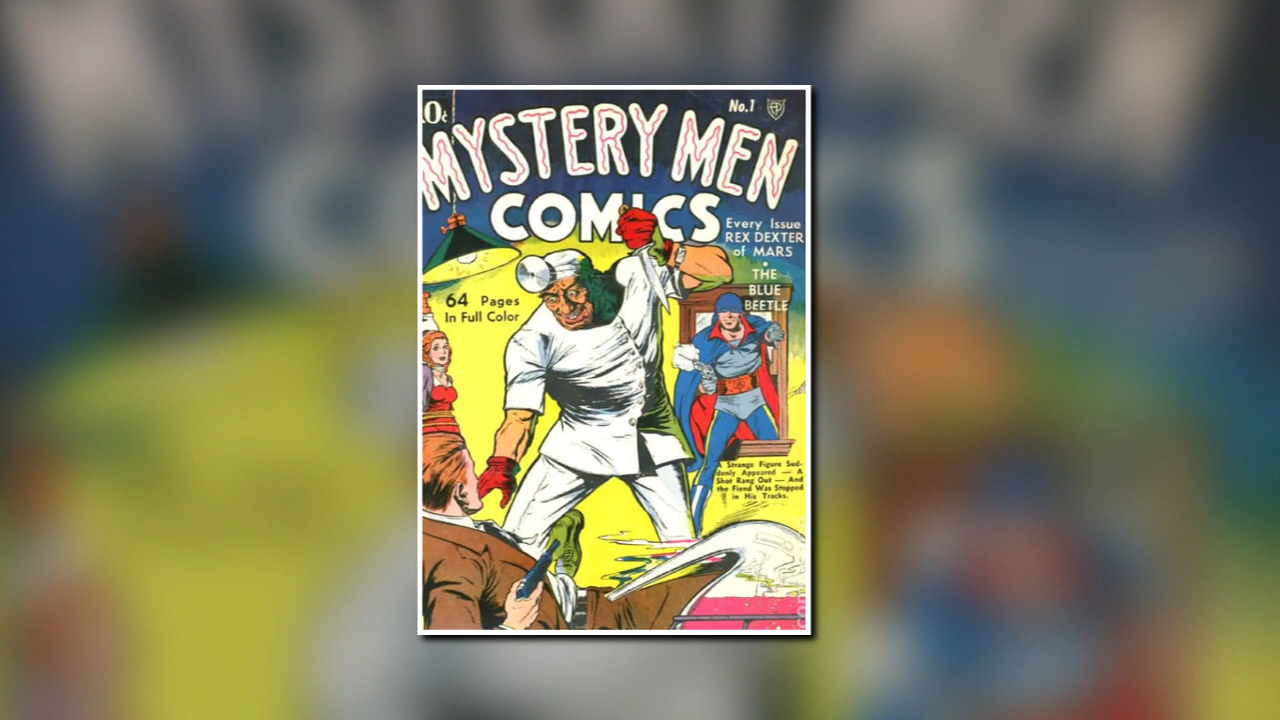 10¢
No.1
MYSTERY MEN
COMICS
Every Issue
REX DEXTER
of MARS
•
THE
BLUE
BEETLE
64 Pages
In Full Color
A Strange Figure Sud-
denly Appeared — A
Shot Rang Out — And
the Fiend Was Stopped
in His Tracks.